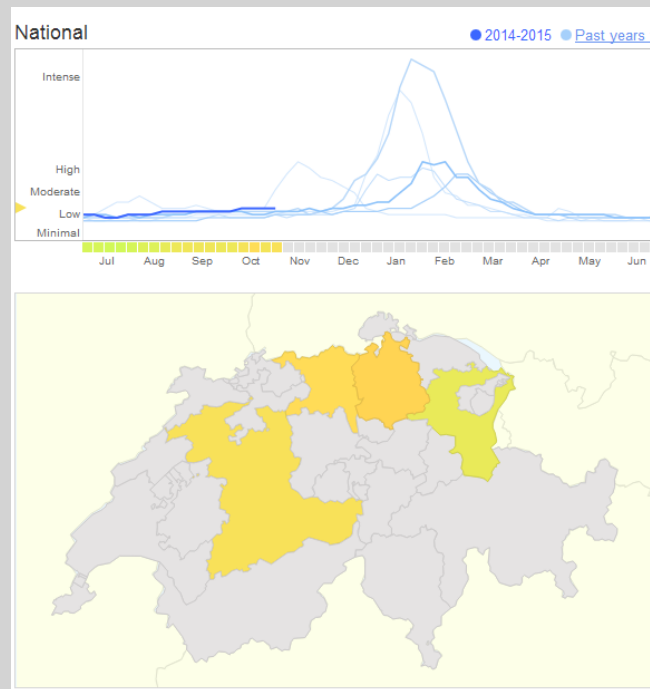 National
2014-2015 Past years
Intense
High
Moderate
Low
Minimal
Jul Aug Sep Oct Nov Dec Jan Feb Mar Apr May Jun